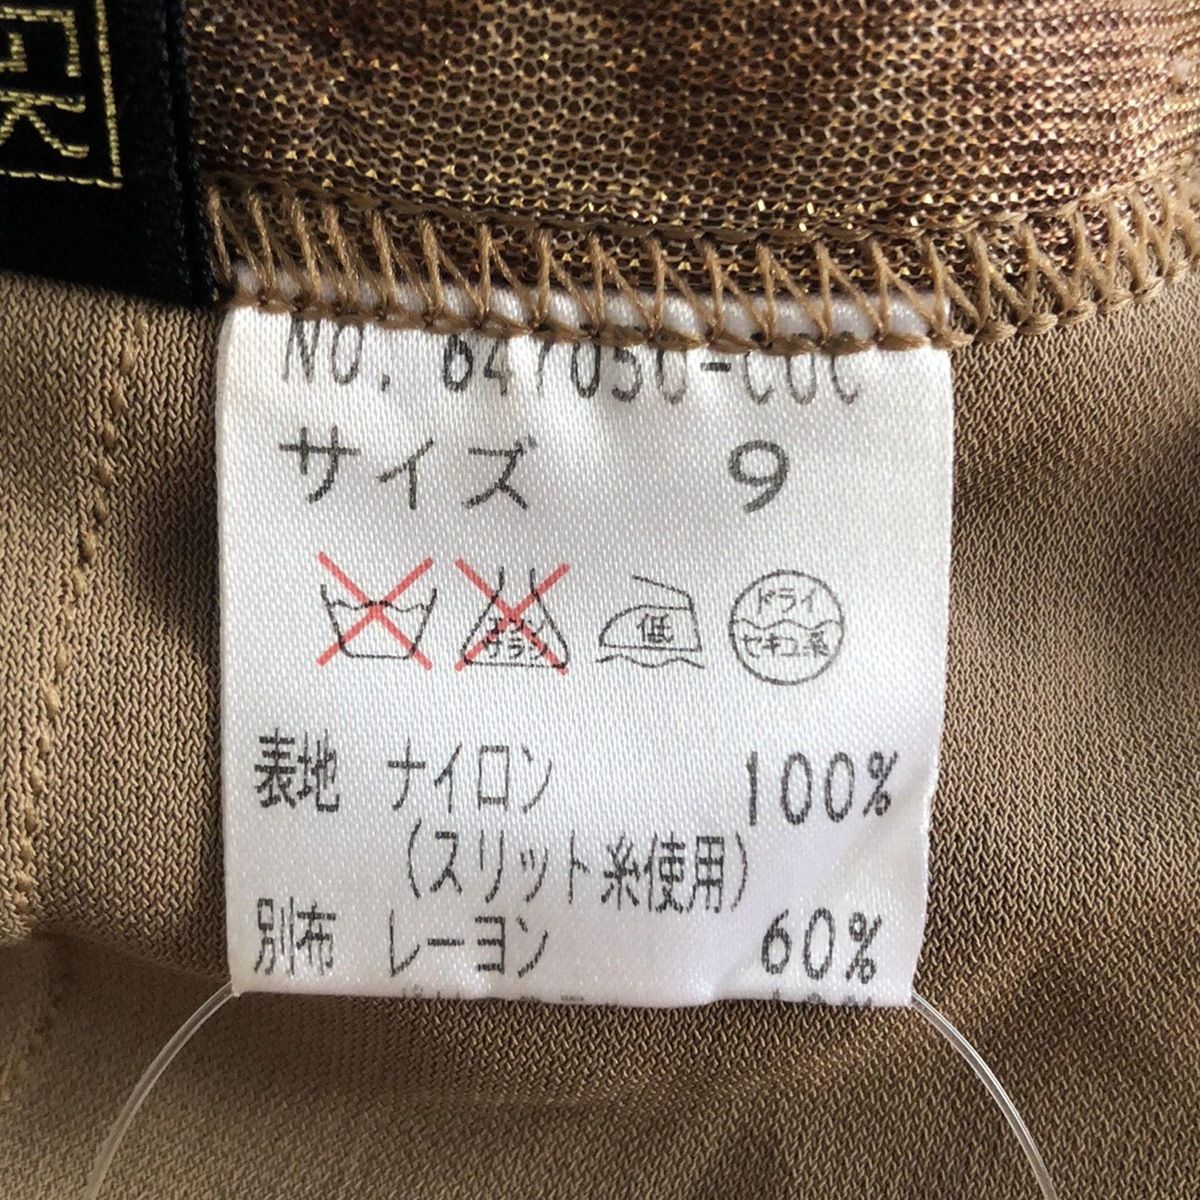 サイズ 9
低
ドライ
セキユ系
表地 ナイロン 100%
(スリット糸使用)
別布 レーヨン 60%